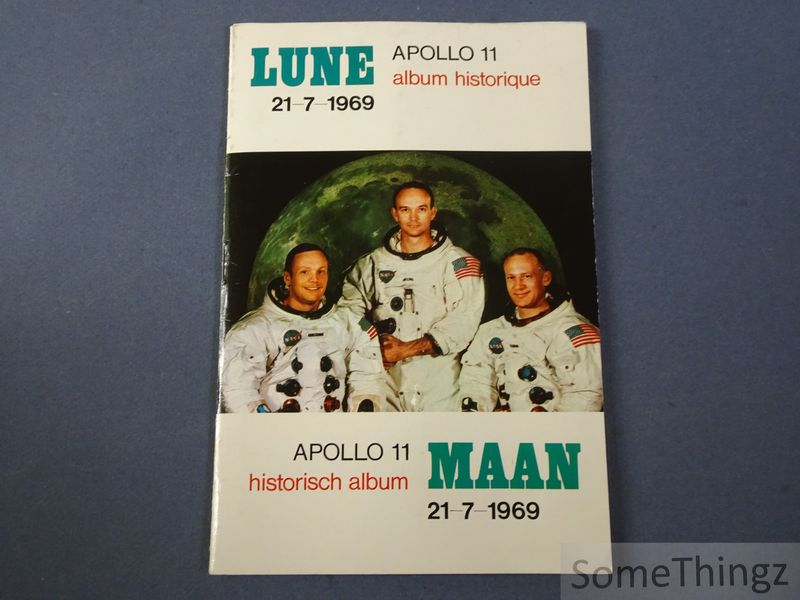 LUNE
21-7-1969
APOLLO 11
album historique
APOLLO 11
historisch album
MAAN
21-7-1969
SomeThingz